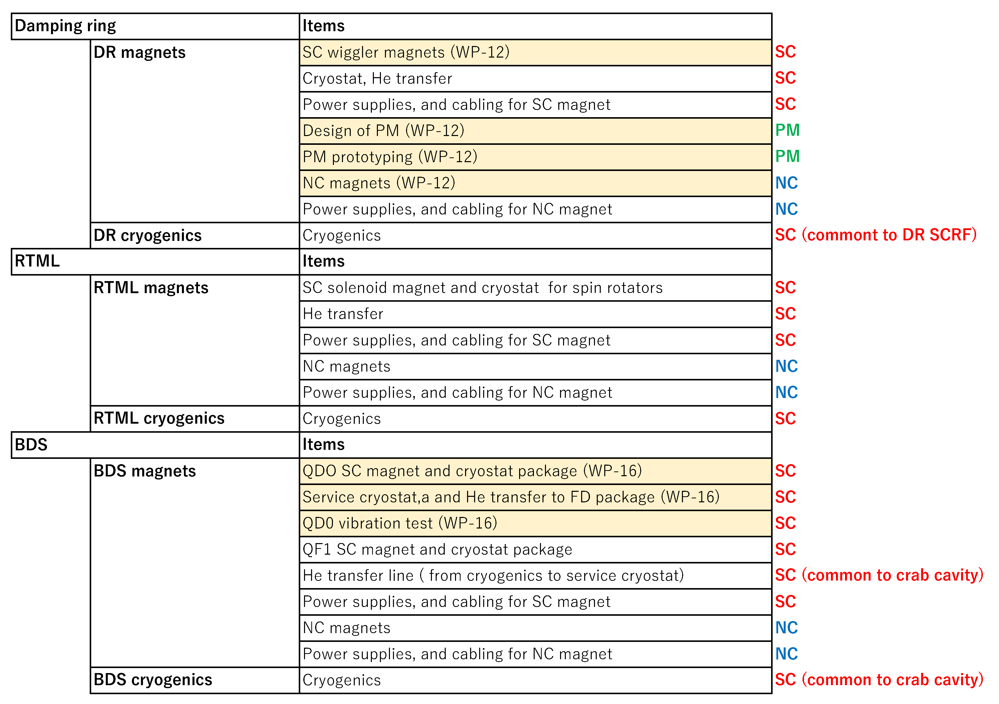 Damping ring Items
DR magnets SC wiggler magnets (WP-12) SC
Cryostat, He transfer SC
Power supplies, and cabling for SC magnet SC
Design of PM (WP-12) PM
PM prototyping (WP-12) PM
NC magnets (WP-12) NC
Power supplies, and cabling for NC magnet NC
DR cryogenics Cryogenics SC (commont to DR SCRF)
RTML Items
RTML magnets SC solenoid magnet and cryostat  for spin rotators SC
He transfer SC
Power supplies, and cabling for SC magnet SC
NC magnets NC
Power supplies, and cabling for NC magnet NC
RTML cryogenics Cryogenics SC
BDS Items
BDS magnets QDO SC magnet and cryostat package (WP-16) SC
Service cryostat,a and He transfer to FD package (WP-16) SC
QD0 vibration test (WP-16) SC
QF1 SC magnet and cryostat package SC
He transfer line ( from cryogenics to service cryostat) SC (common to crab cavity)
Power supplies, and cabling for SC magnet SC
NC magnets NC
Power supplies, and cabling for NC magnet NC
BDS cryogenics Cryogenics SC (common to crab cavity)